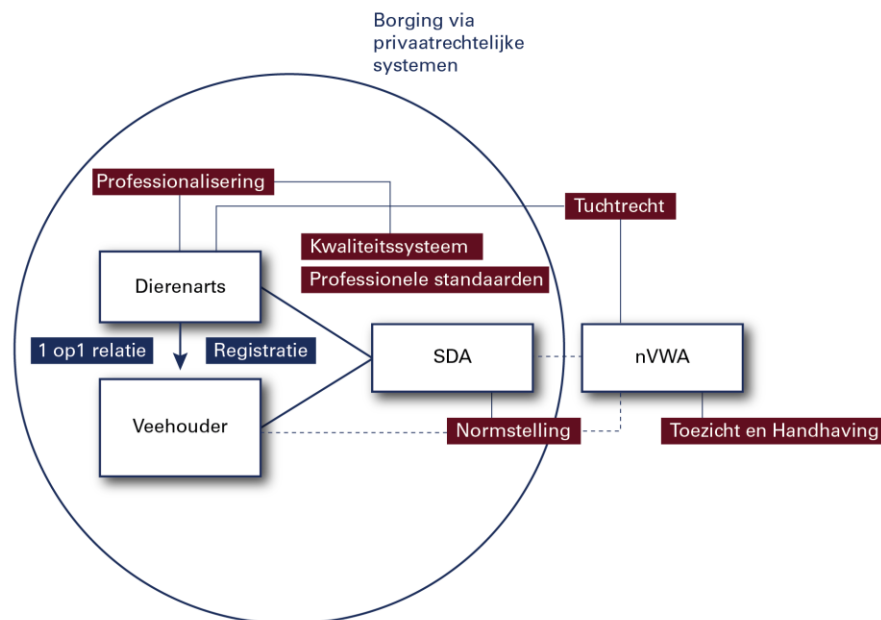 Borging via
privaatrechtelijke
systemen
Professionalisering
Tuchtrecht
Kwaliteitssysteem
Professionele standaarden
Dierenarts
1 op1 relatie
Registratie
SDA
nVWA
Veehouder
Normstelling
Toezicht en Handhaving